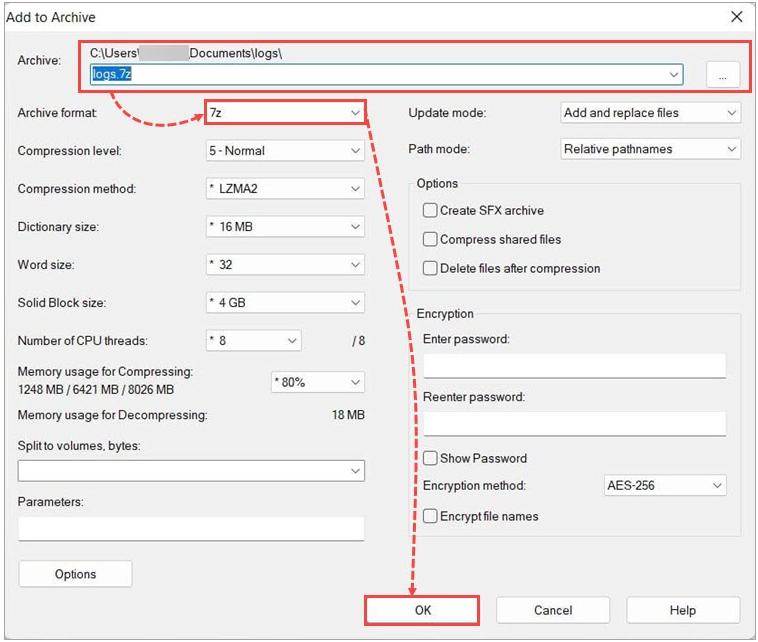 Add to Archive
Archive:
C:\Users\ Documents\logs\
logs.7z
...
Archive format:
7z
Compression level:
5 - Normal
Compression method:
* LZMA2
Dictionary size:
* 16 MB
Word size:
* 32
Solid Block size:
* 4 GB
Number of CPU threads:
* 8
/ 8
Memory usage for Compressing:
1248 MB / 6421 MB / 8026 MB
* 80%
Memory usage for Decompressing:
18 MB
Split to volumes, bytes:
Parameters:
Options
Update mode:
Add and replace files
Path mode:
Relative pathnames
Options
Create SFX archive
Compress shared files
Delete files after compression
Encryption
Enter password:
Reenter password:
Show Password
Encryption method:
AES-256
Encrypt file names
OK
Cancel
Help